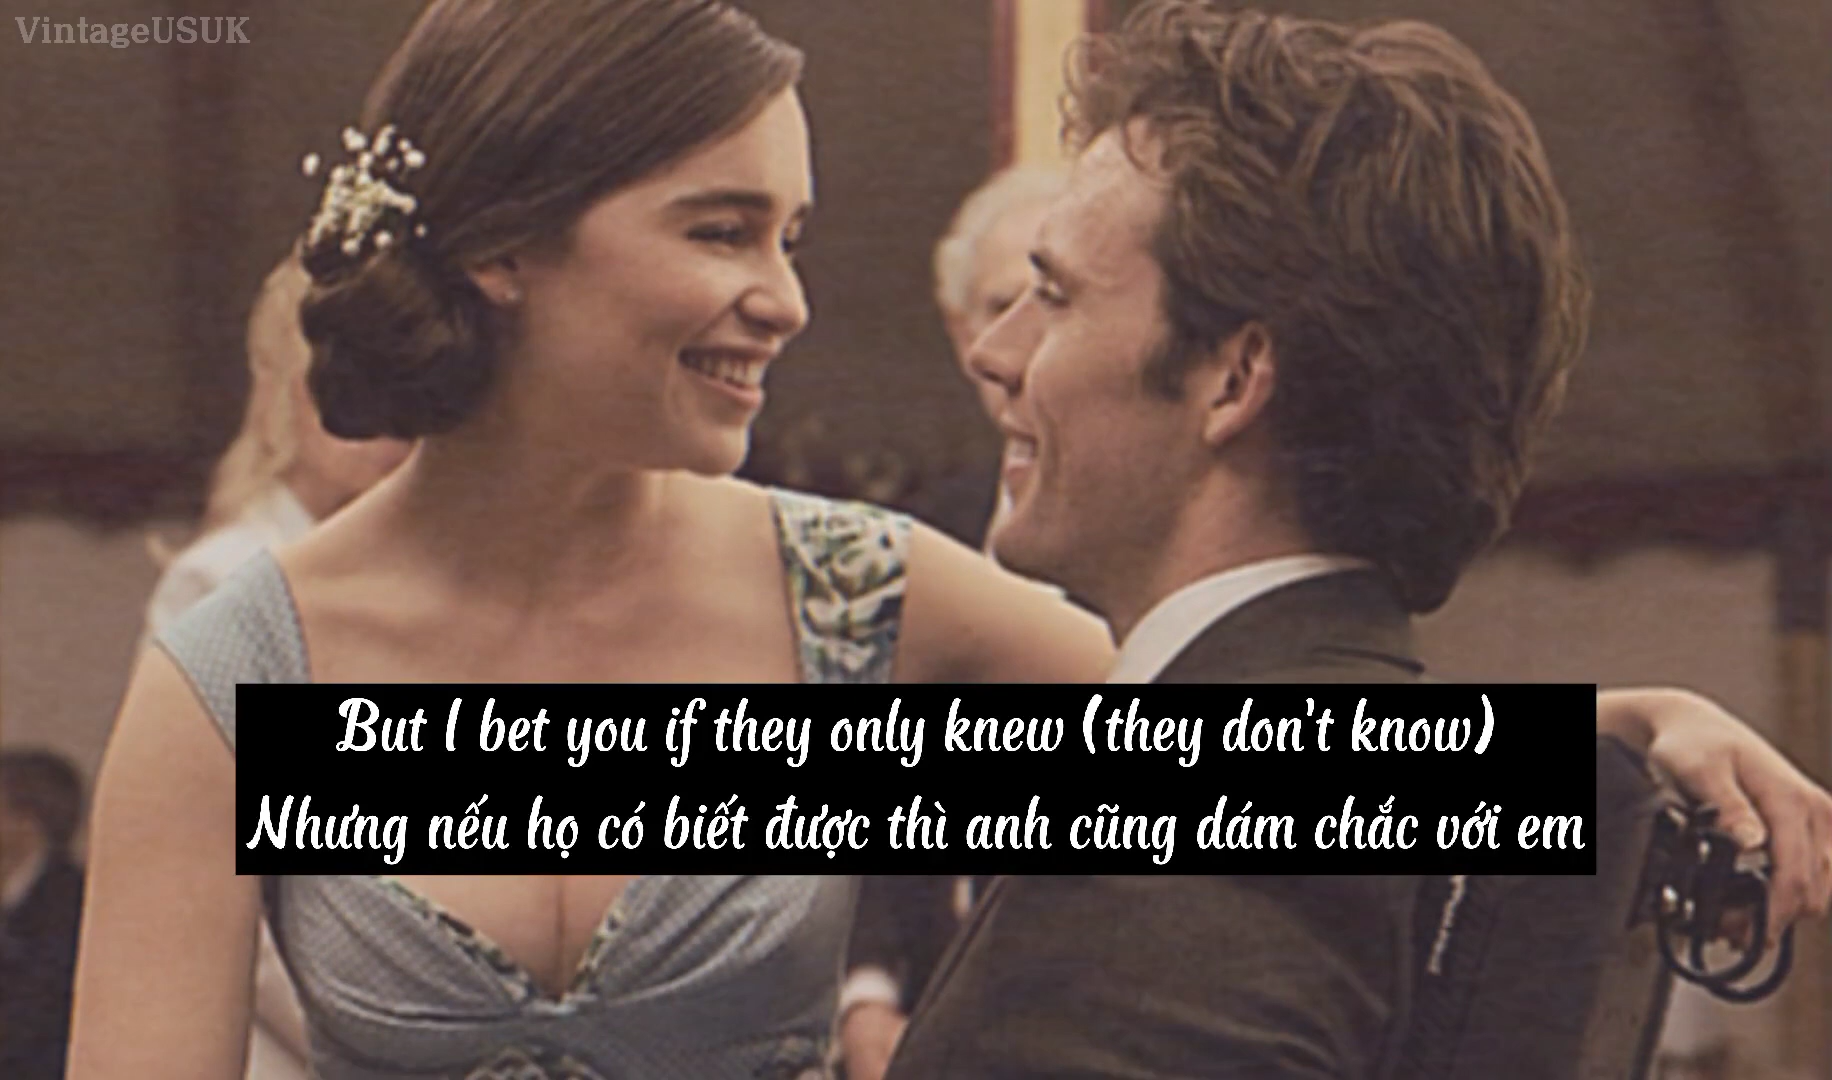 VintageUSUK
But I bet you if they only knew (they don't know)
Nhưng nếu họ có biết được thì anh cũng dám chắc với em